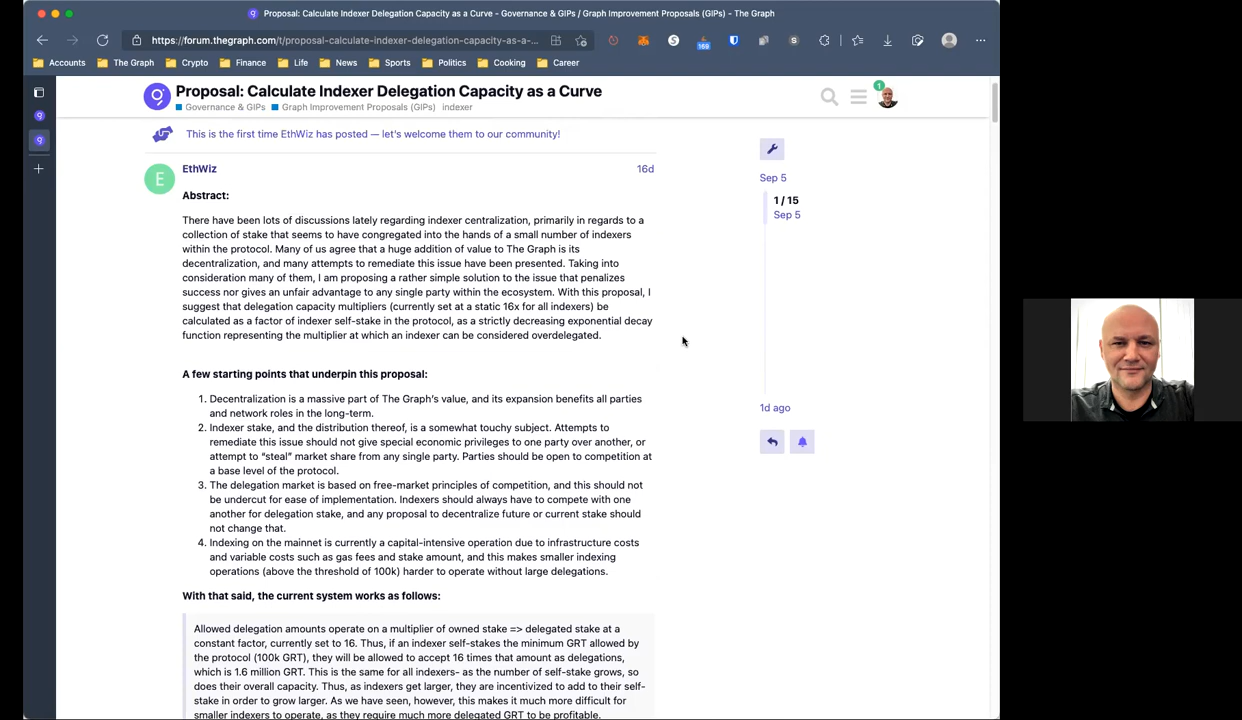 Proposal: Calculate Indexer Delegation Capacity as a Curve - Governance & GIPs / Graph Improvement Proposals (GIPs) - The Graph
https://forum.thegraph.com/t/proposal-calculate-indexer-delegation-capacity-as-a-...
169
Accounts The Graph Crypto Finance Life News Sports Politics Cooking Career
Proposal: Calculate Indexer Delegation Capacity as a Curve
Governance & GIPs Graph Improvement Proposals (GIPs) indexer
1
This is the first time EthWiz has posted — let's welcome them to our community!
E
EthWiz 16d
Abstract:
There have been lots of discussions lately regarding indexer centralization, primarily in regards to a
collection of stake that seems to have congregated into the hands of a small number of indexers
within the protocol. Many of us agree that a huge addition of value to The Graph is its
decentralization, and many attempts to remediate this issue have been presented. Taking into
consideration many of them, I am proposing a rather simple solution to the issue that penalizes
success nor gives an unfair advantage to any single party within the ecosystem. With this proposal, I
suggest that delegation capacity multipliers (currently set at a static 16x for all indexers) be
calculated as a factor of indexer self-stake in the protocol, as a strictly decreasing exponential decay
function representing the multiplier at which an indexer can be considered overdelegated.
A few starting points that underpin this proposal:
1. Decentralization is a massive part of The Graph's value, and its expansion benefits all parties
and network roles in the long-term.
2. Indexer stake, and the distribution thereof, is a somewhat touchy subject. Attempts to
remediate this issue should not give special economic privileges to one party over another, or
attempt to “steal” market share from any single party. Parties should be open to competition at
a base level of the protocol.
3. The delegation market is based on free-market principles of competition, and this should not
be undercut for ease of implementation. Indexers should always have to compete with one
another for delegation stake, and any proposal to decentralize future or current stake should
not change that.
4. Indexing on the mainnet is currently a capital-intensive operation due to infrastructure costs
and variable costs such as gas fees and stake amount, and this makes smaller indexing
operations (above the threshold of 100k) harder to operate without large delegations.
With that said, the current system works as follows:
Allowed delegation amounts operate on a multiplier of owned stake => delegated stake at a
constant factor, currently set to 16. Thus, if an indexer self-stakes the minimum GRT allowed by
the protocol (100k GRT), they will be allowed to accept 16 times that amount as delegations,
which is 1.6 million GRT. This is the same for all indexers- as the number of self-stake grows, so
does their overall capacity. Thus, as indexers get larger, they are incentivized to add to their self-
stake in order to grow larger. As we have seen, however, this makes it much more difficult for
smaller indexers to operate, as they require much more delegated GRT to be profitable.
Sep 5
1 / 15
Sep 5
1d ago